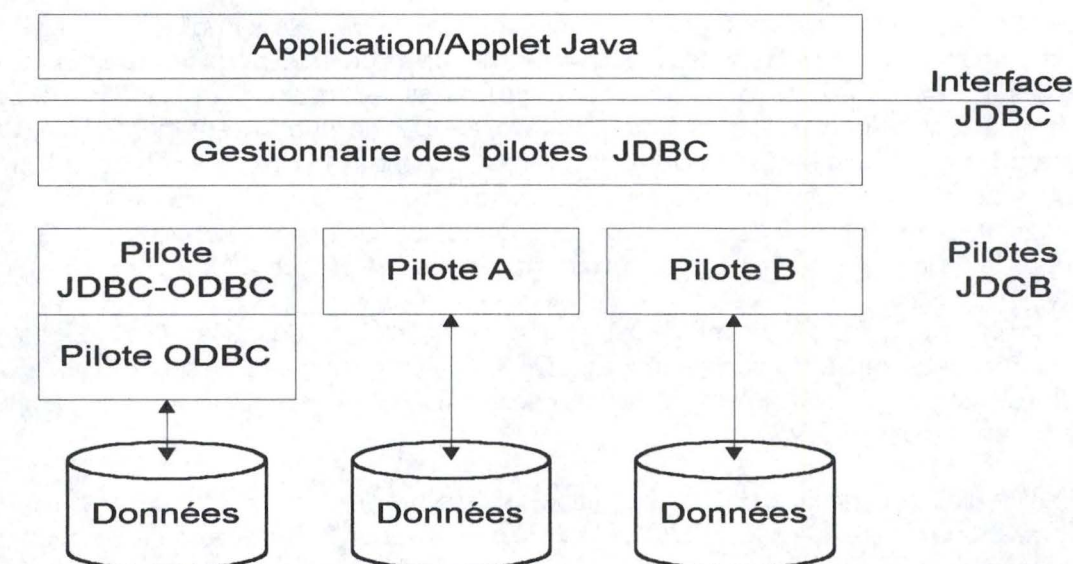 Application/Applet Java
Interface
JDBC
Gestionnaire des pilotes JDBC
Pilote
JDBC-ODBC
Pilote A
Pilote B
Pilotes
JDCB
Pilote ODBC
Données
Données
Données